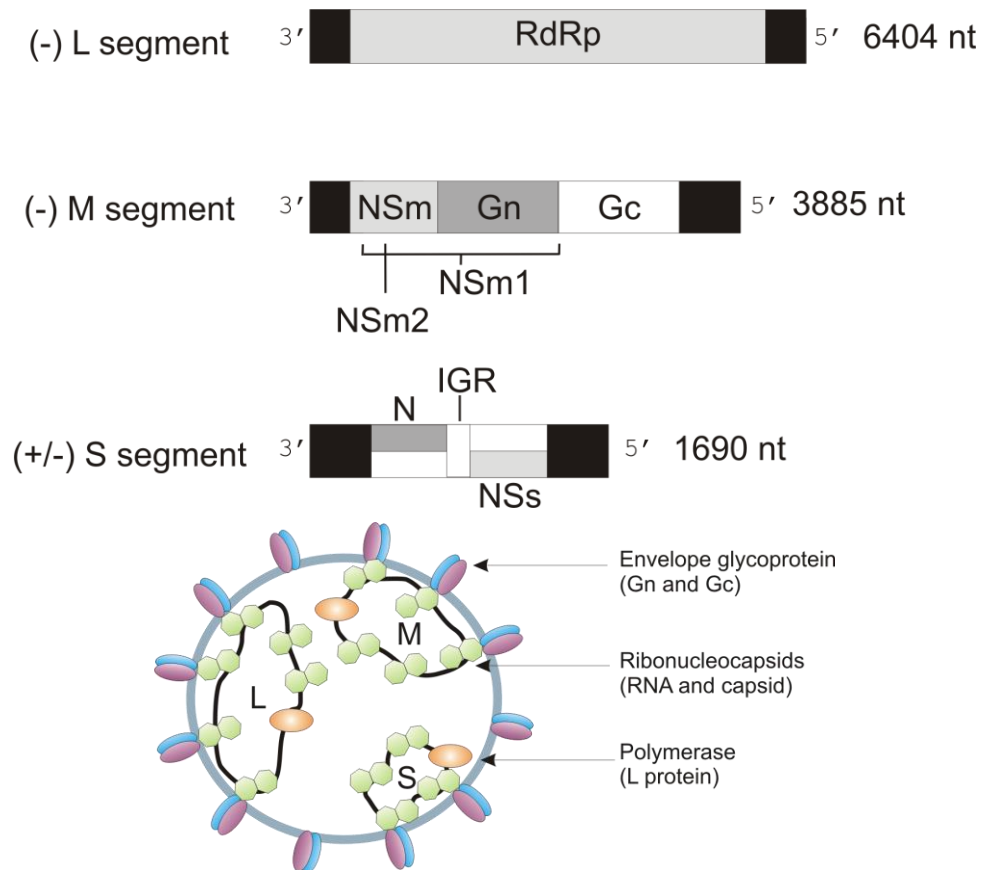 (-) L segment 3′ RdRp 5′ 6404 nt
(-) M segment 3′ NSm Gn Gc 5′ 3885 nt
NSm1
NSm2
IGR
N
(+/-) S segment 3′ 5′ 1690 nt
NSs
Envelope glycoprotein
(Gn and Gc)
M
Ribonucleocapsids
(RNA and capsid)
L
Polymerase
(L protein)
S